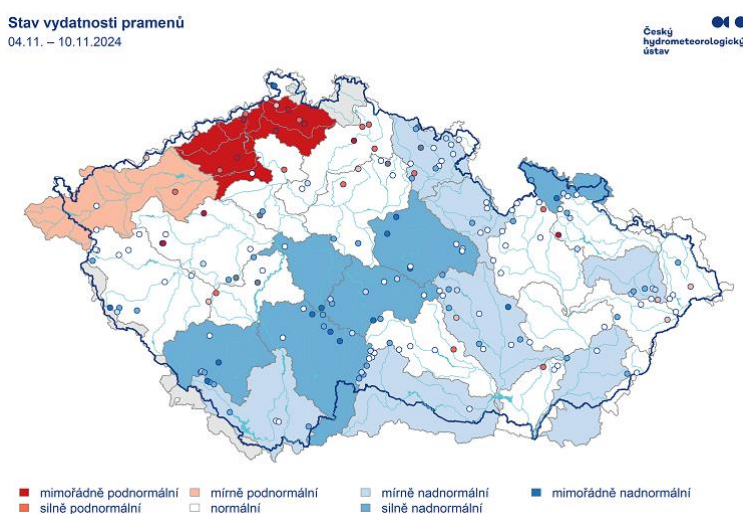 Stav vydatnosti pramenů
04.11. – 10.11.2024
Český
hydrometeorologický
ústav
mimořádně podnormální
mírně podnormální
mírně nadnormální
mimořádně nadnormální
silně podnormální
normální
silně nadnormální